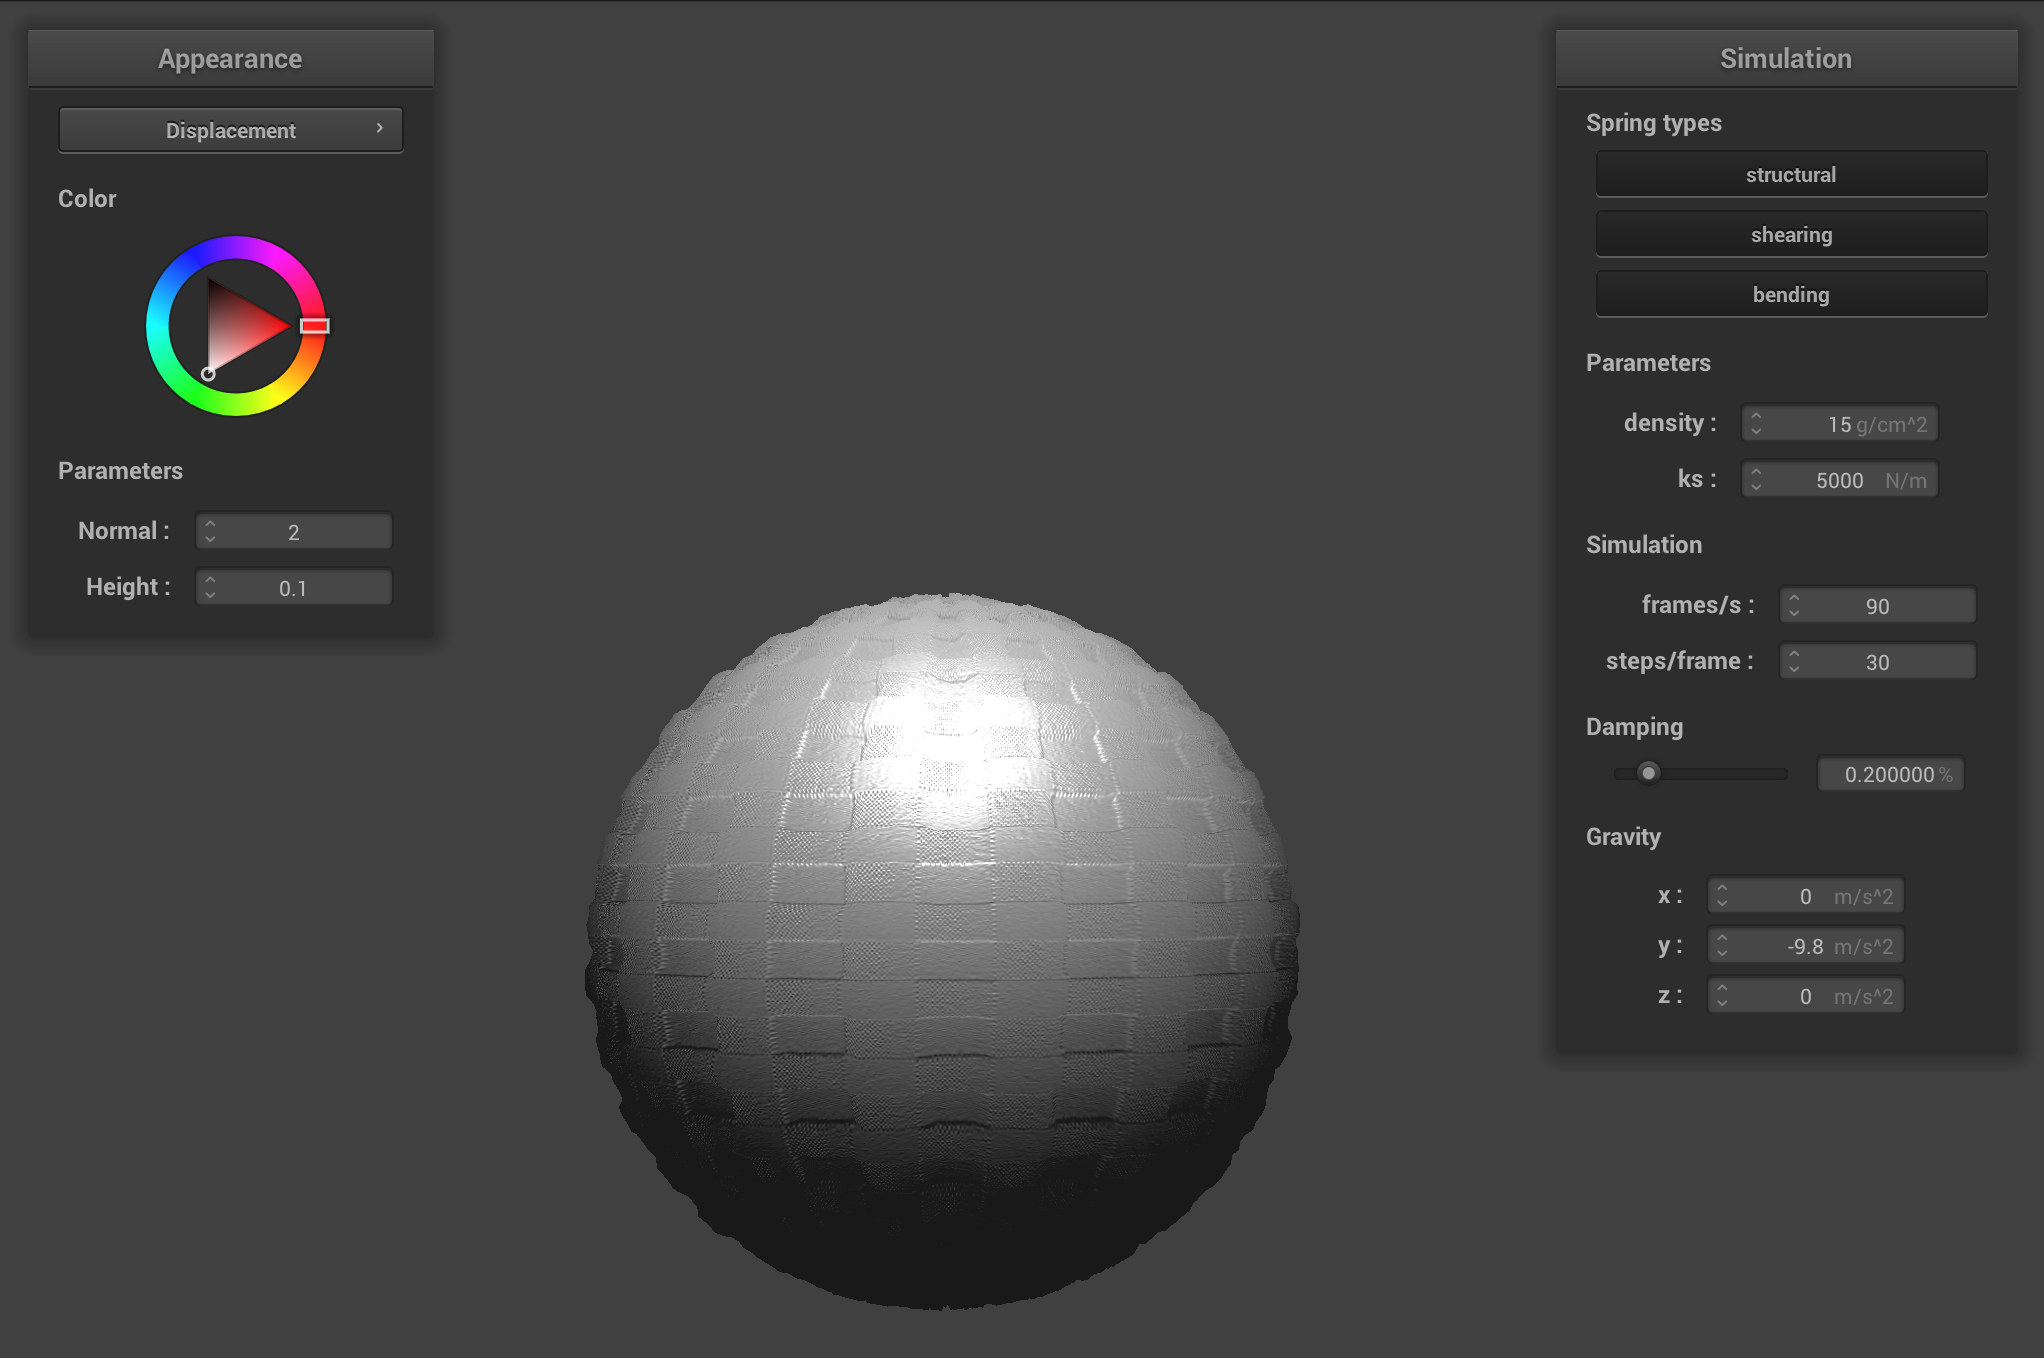 Appearance
Displacement
Color
Parameters
Normal : 2
Height : 0.1
Simulation
Spring types
structural
shearing
bending
Parameters
density : 15 g/cm^2
ks : 5000 N/m
Simulation
frames/s : 90
steps/frame : 30
Damping
0.200000 %
Gravity
x : 0 m/s^2
y : -9.8 m/s^2
z : 0 m/s^2